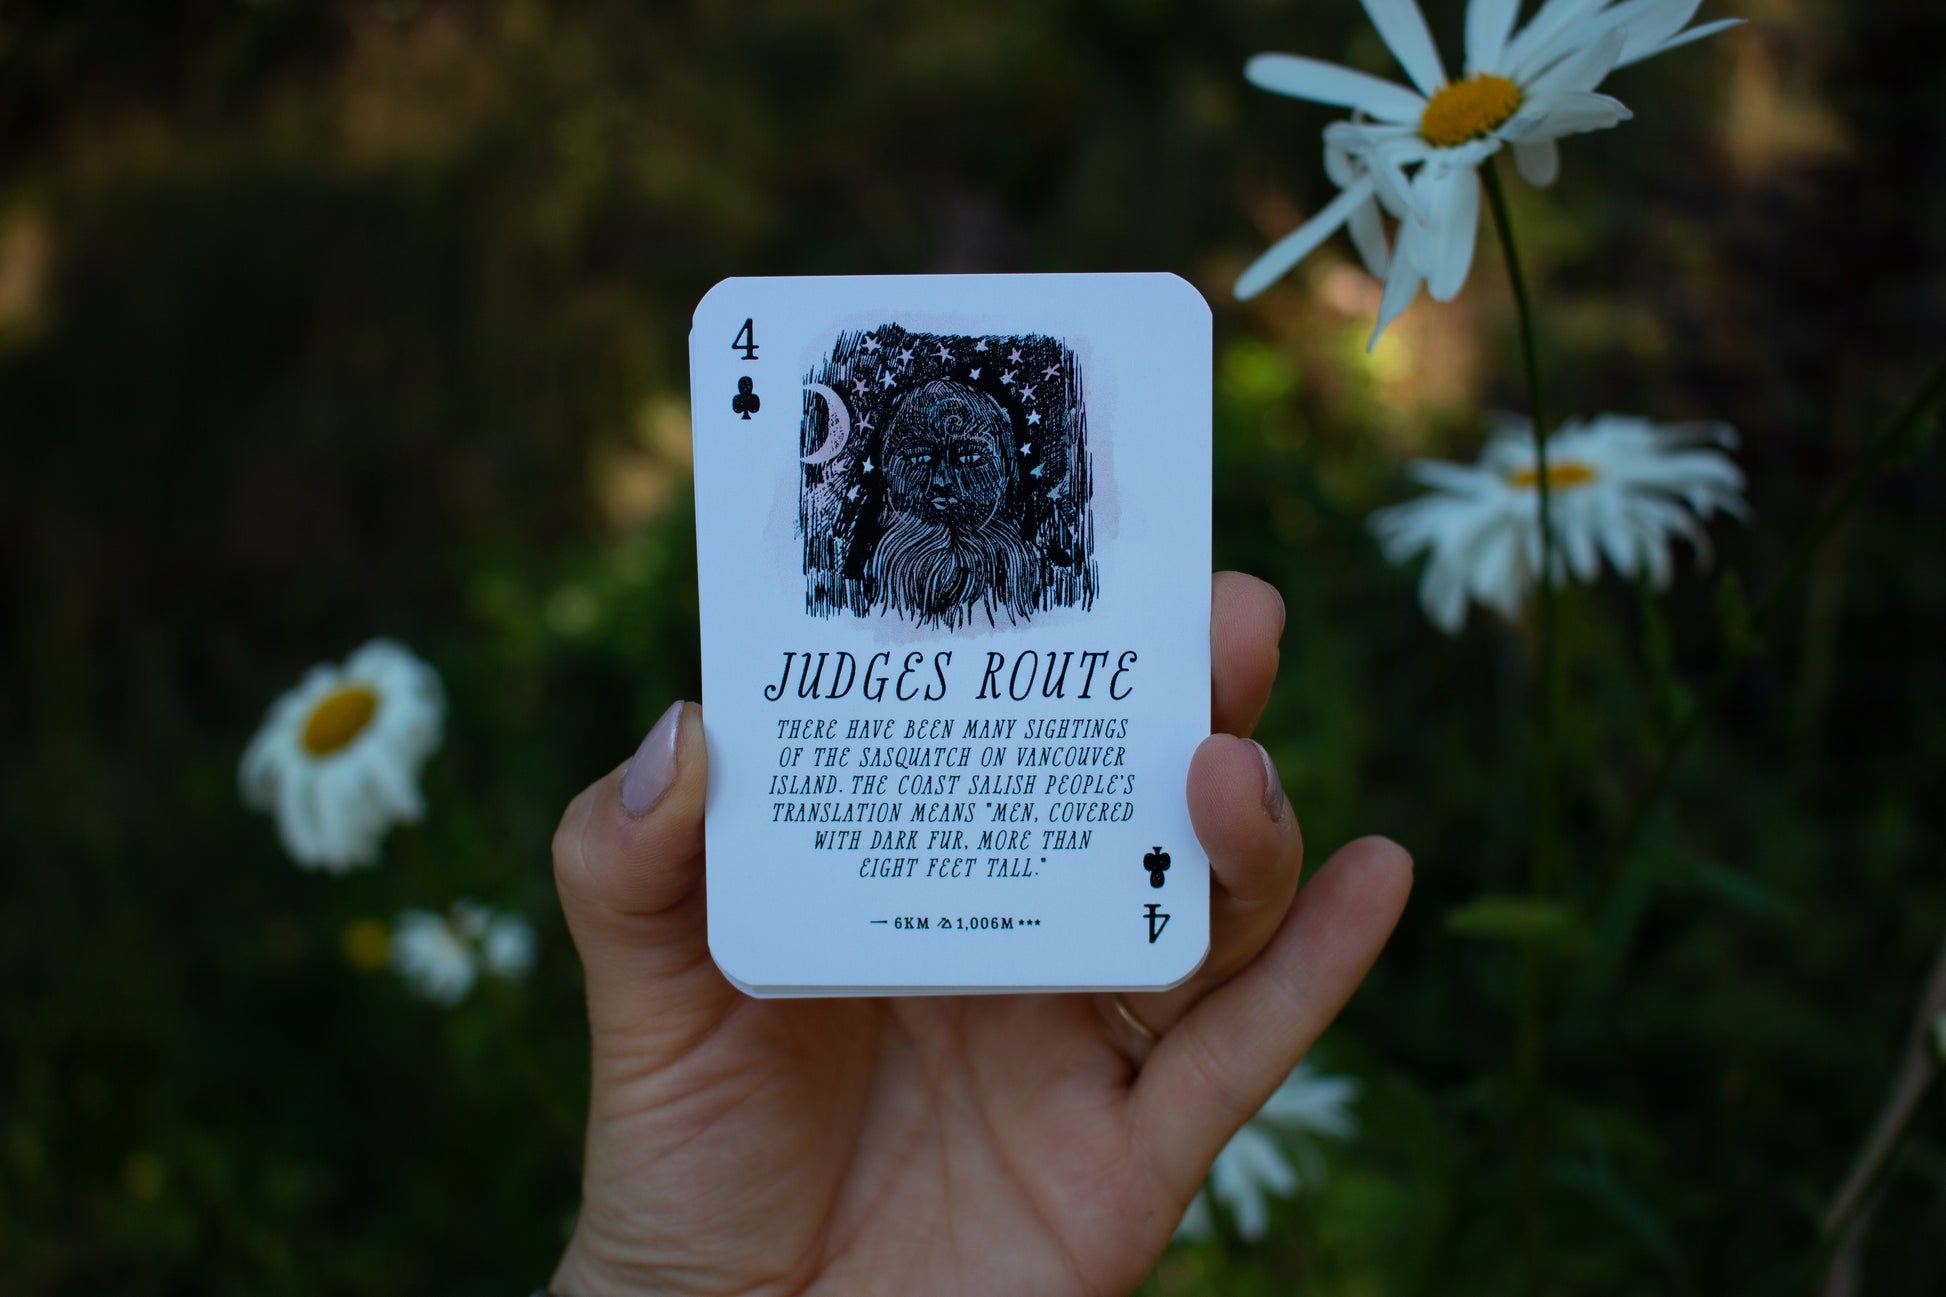 4
JUDGES ROUTE
THERE HAVE BEEN MANY SIGHTINGS
OF THE SASQUATCH ON VANCOUVER
ISLAND. THE COAST SALISH PEOPLE'S
TRANSLATION MEANS "MEN, COVERED
WITH DARK FUR, MORE THAN
EIGHT FEET TALL."
— 6KM 1,006M ***
4